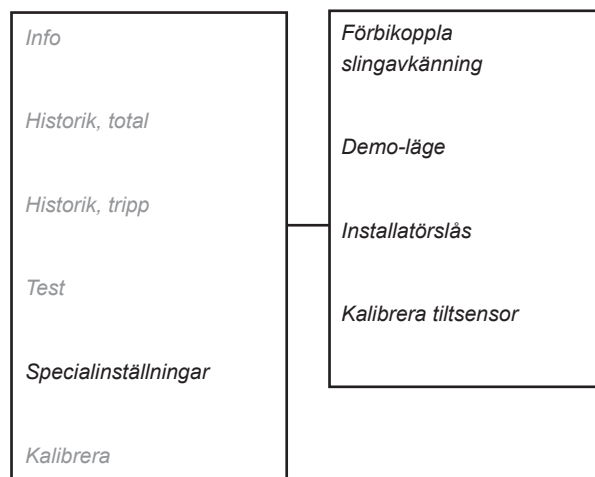 Info
Historik, total
Historik, tripp
Test
Specialinställningar
Kalibrera
Förbikoppla
slingavkänning
Demo-läge
Installatörslås
Kalibrera tiltsensor